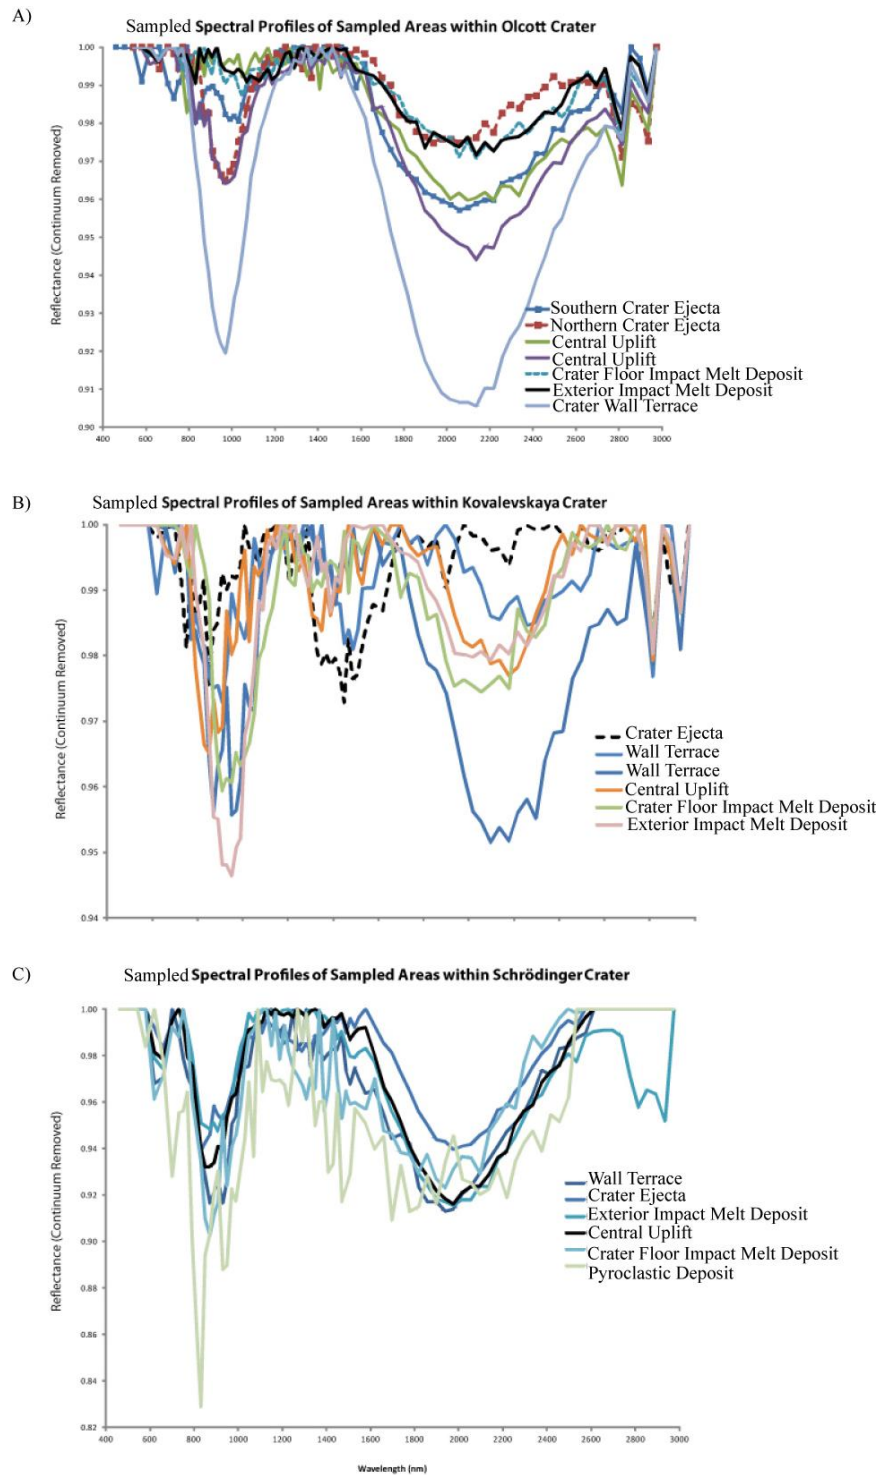 A)
Sampled Spectral Profiles of Sampled Areas within Olcott Crater
Reflectance (Continuum Removed)
1.00
0.99
0.98
0.97
0.96
0.95
0.94
0.93
0.92
0.91
0.90
400 600 800 1000 1200 1400 1600 1800 2000 2200 2400 2600 2800 3000
Southern Crater Ejecta
Northern Crater Ejecta
Central Uplift
Central Uplift
Crater Floor Impact Melt Deposit
Exterior Impact Melt Deposit
Crater Wall Terrace
B)
Sampled Spectral Profiles of Sampled Areas within Kovalevskaya Crater
Reflectance (Continuum Removed)
1.00
0.99
0.98
0.97
0.96
0.95
0.94
Crater Ejecta
Wall Terrace
Wall Terrace
Central Uplift
Crater Floor Impact Melt Deposit
Exterior Impact Melt Deposit
C)
Sampled Spectral Profiles of Sampled Areas within Schrödinger Crater
Reflectance (Continuum Removed)
1.00
0.98
0.96
0.94
0.92
0.90
0.88
0.86
0.84
0.82
400 600 800 1000 1200 1400 1600 1800 2000 2200 2400 2600 2800 3000
Wall Terrace
Crater Ejecta
Exterior Impact Melt Deposit
Central Uplift
Crater Floor Impact Melt Deposit
Pyroclastic Deposit
Wavelength (nm)